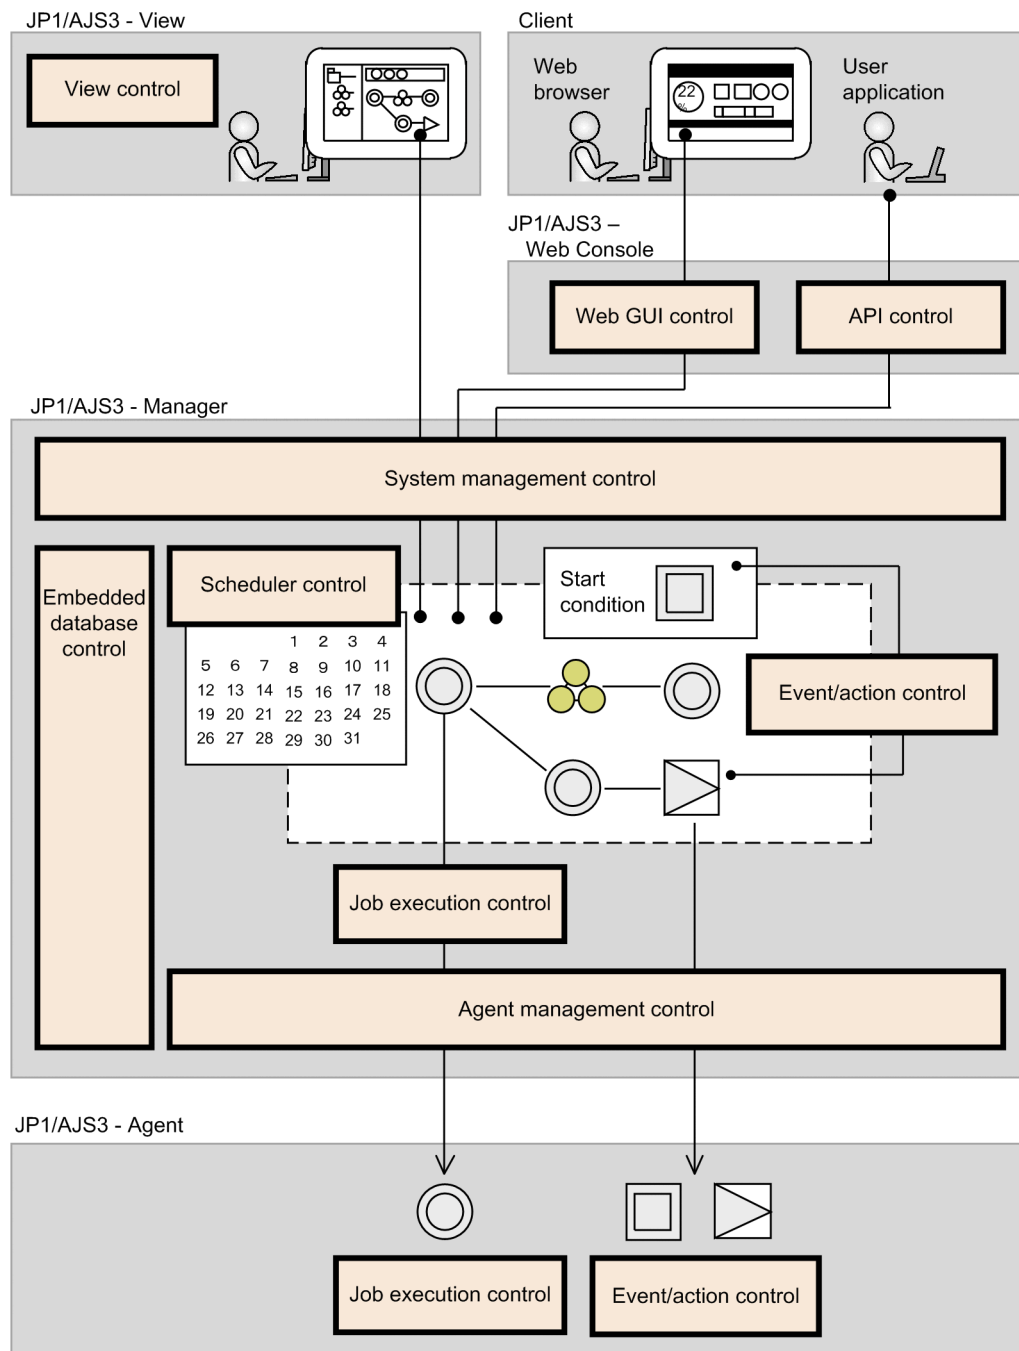 JP1/AJS3 - View
View control
Client
Web
browser
22
%
User
application
JP1/AJS3 –
Web Console
Web GUI control
API control
JP1/AJS3 - Manager
System management control
Embedded
database
control
Scheduler control
1 2 3 4
5 6 7 8 9 10 11
12 13 14 15 16 17 18
19 20 21 22 23 24 25
26 27 28 29 30 31
Start
condition
Event/action control
Job execution control
Agent management control
JP1/AJS3 - Agent
Job execution control
Event/action control